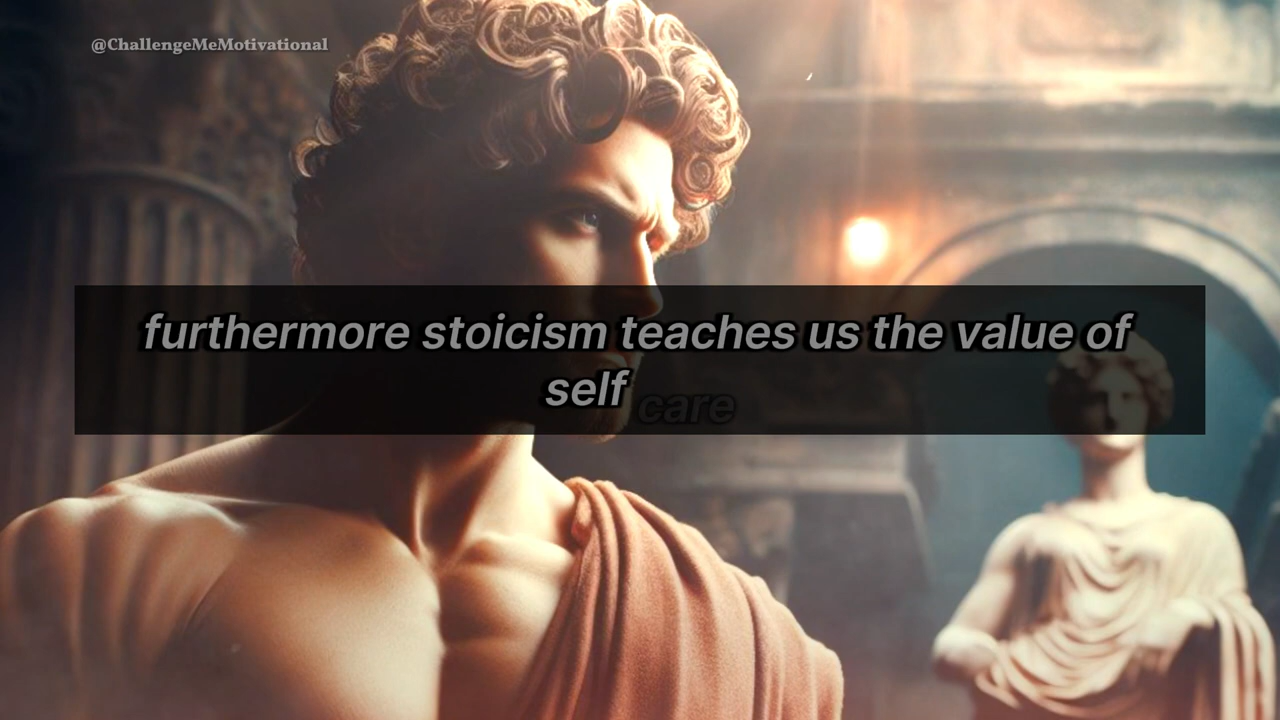 @ChallengeMeMotivational
furthermore stoicism teaches us the value of
self care